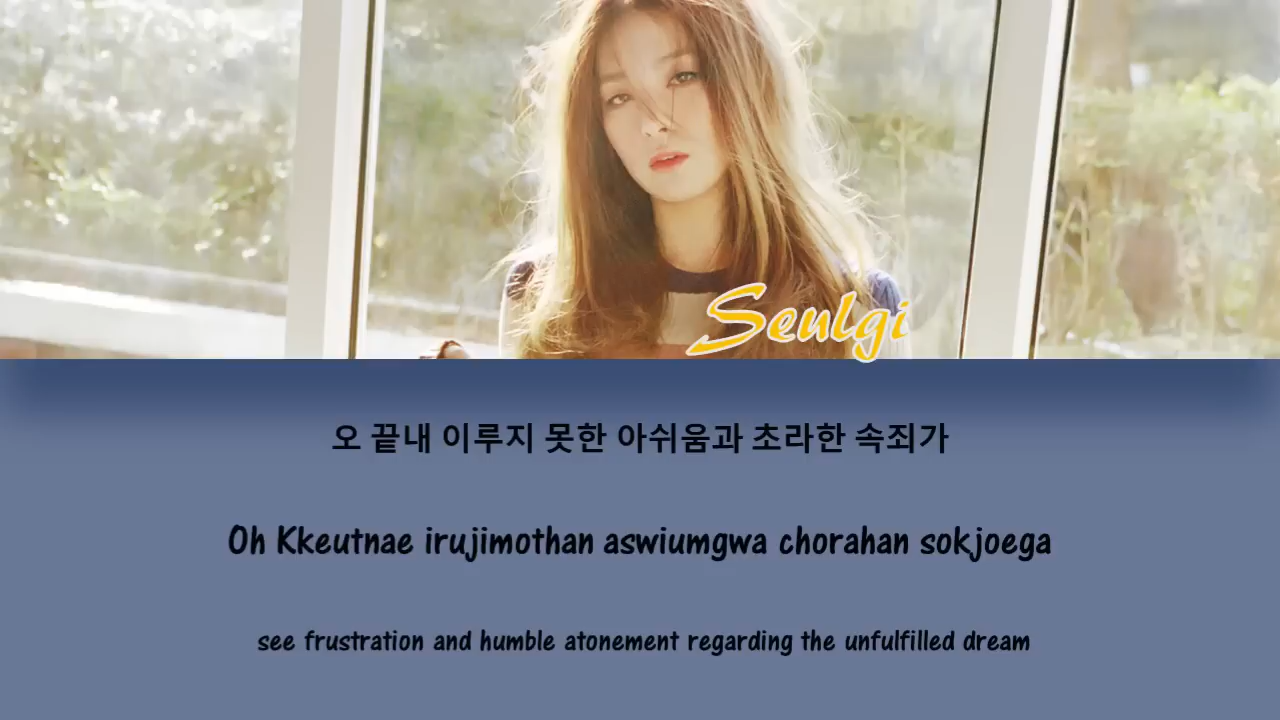 Seulgi
오 끝내 이루지 못한 아쉬움과 초라한 속죄가
Oh Kkeutnae irujimothan aswiumgwa chorahan sokjoega
see frustration and humble atonement regarding the unfulfilled dream